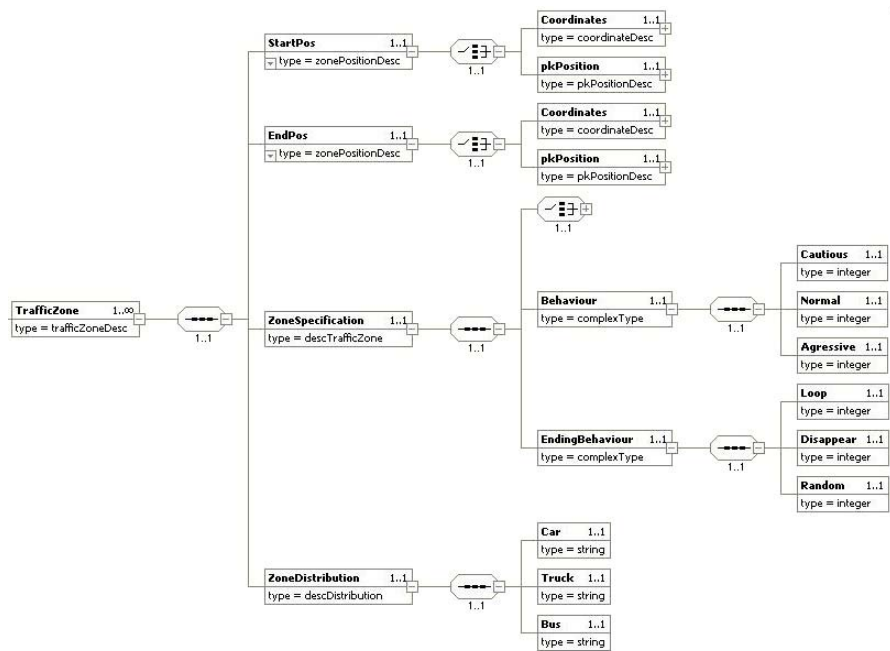 TrafficZone 1..∞
type = trafficZoneDesc
1..1
StartPos 1..1
type = zonePositionDesc
1..1
Coordinates 1..1
type = coordinateDesc
pkPosition 1..1
type = pkPositionDesc
EndPos 1..1
type = zonePositionDesc
1..1
Coordinates 1..1
type = coordinateDesc
pkPosition 1..1
type = pkPositionDesc
ZoneSpecification 1..1
type = descTrafficZone
1..1
1..1
Behaviour 1..1
type = complexType
1..1
Cautious 1..1
type = integer
Normal 1..1
type = integer
Agressive 1..1
type = integer
EndingBehaviour 1..1
type = complexType
1..1
Loop 1..1
type = integer
Disappear 1..1
type = integer
Random 1..1
type = integer
ZoneDistribution 1..1
type = descDistribution
1..1
Car 1..1
type = string
Truck 1..1
type = string
Bus 1..1
type = string